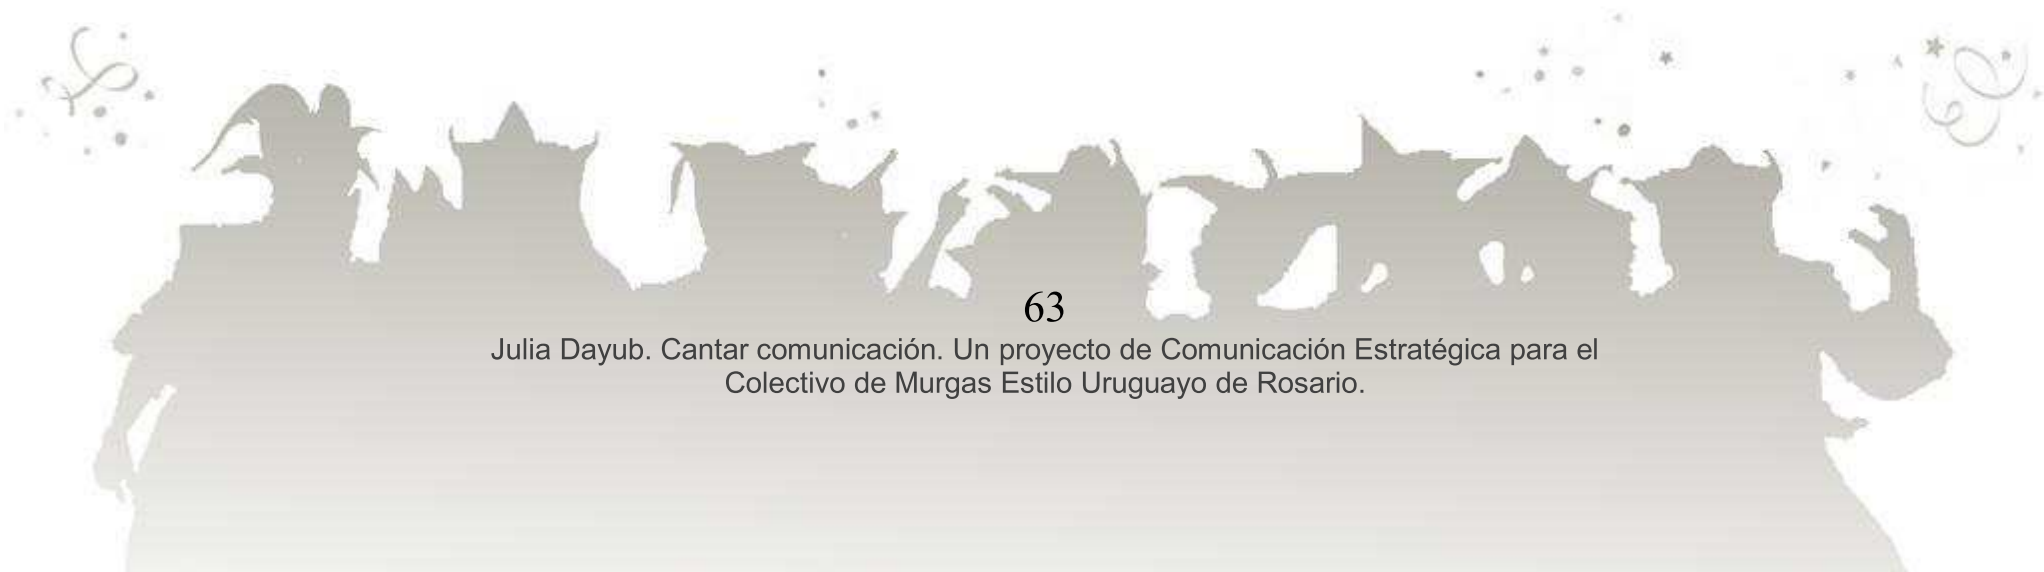 63
Julia Dayub. Cantar comunicación. Un proyecto de Comunicación Estratégica para el
Colectivo de Murgas Estilo Uruguayo de Rosario.